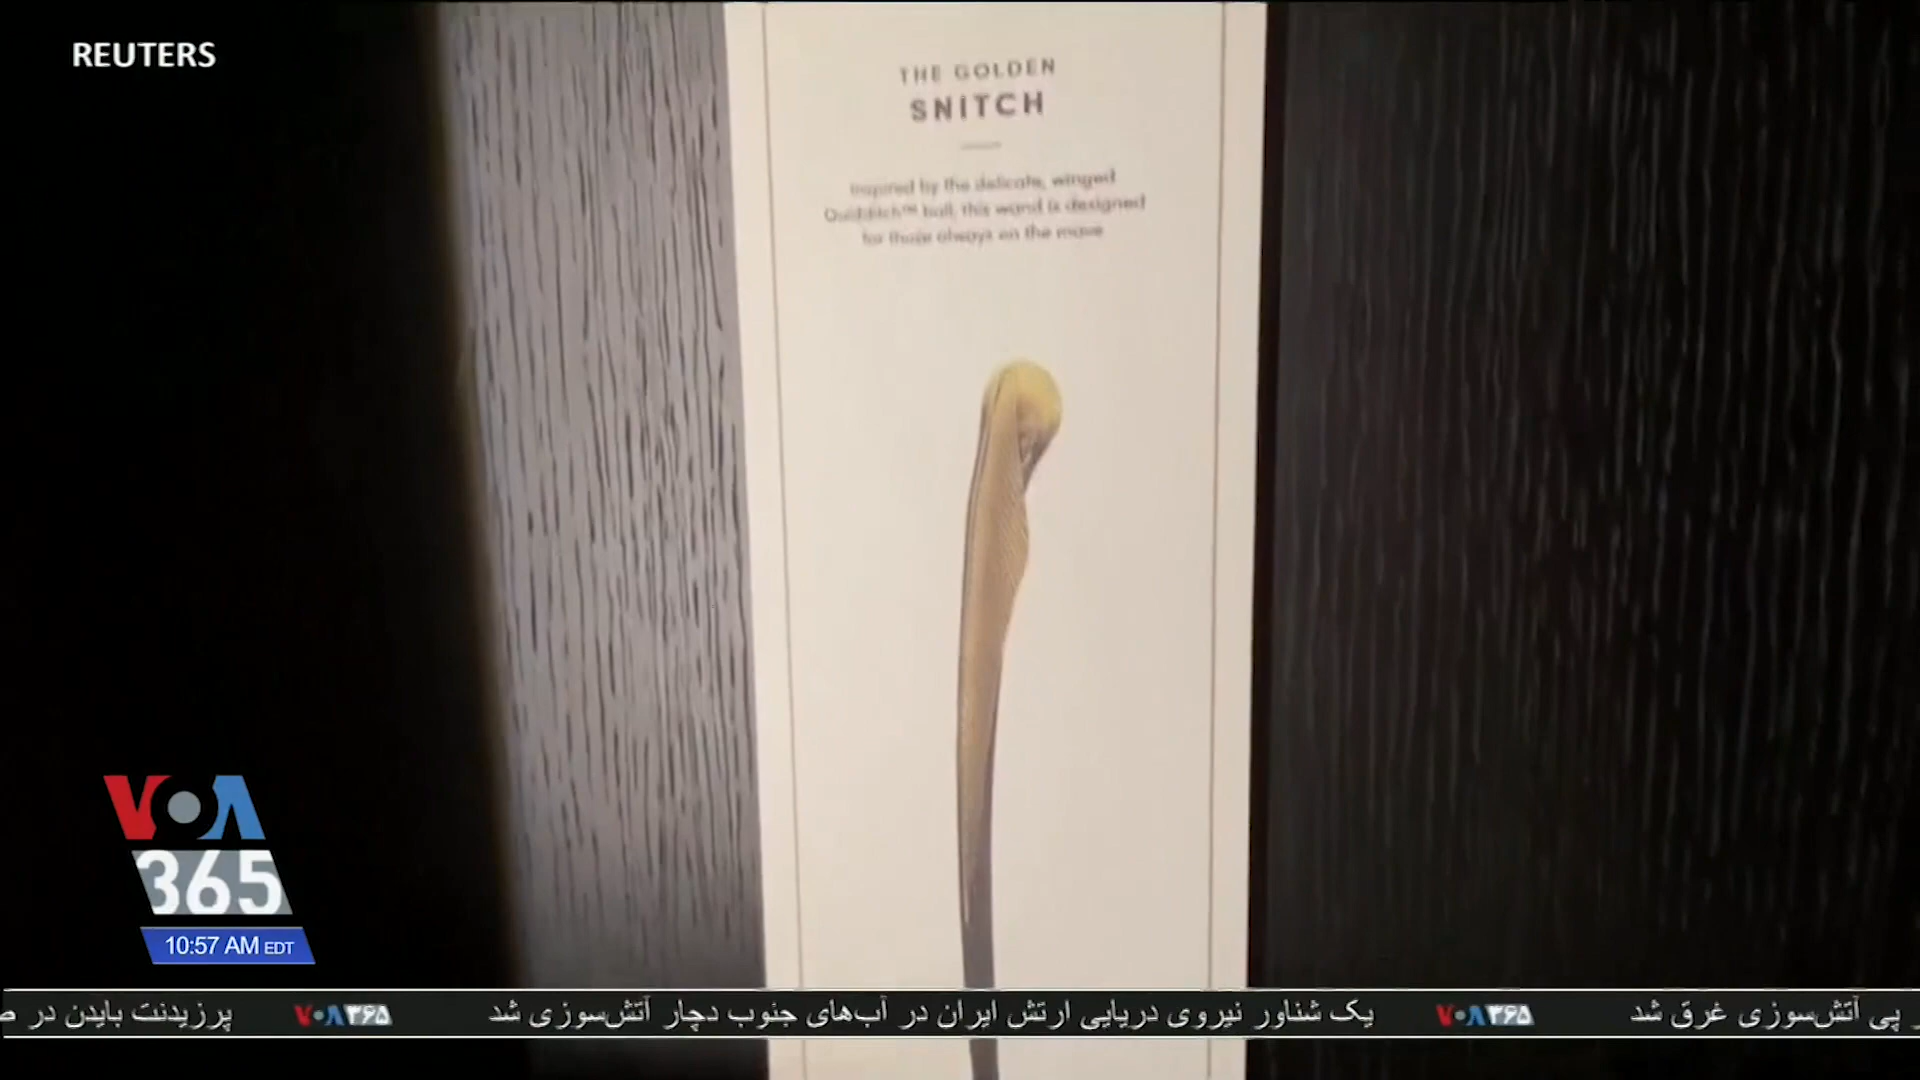 REUTERS
THE GOLDEN
SNITCH
Inspired by the delicate, winged
Quidditch™ ball, this wand is designed
for those always on the move
VOA
365
10:57 AM EDT
پی آتش‌سوزی غرق شد
VOA۳۶۵
یک شناور نیروی دریایی ارتش ایران در آب‌های جنوب دچار آتش‌سوزی شد
VOA۳۶۵
پرزیدنت بایدن در